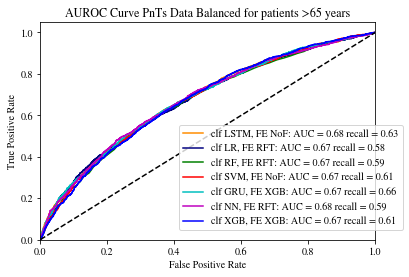 AUROC Curve PnTs Data Balanced for patients >65 years
True Positive Rate
1.0
0.8
0.6
0.4
0.2
0.0
clf LSTM, FE NoF: AUC = 0.68 recall = 0.63
clf LR, FE RFT: AUC = 0.67 recall = 0.58
clf RF, FE RFT: AUC = 0.67 recall = 0.59
clf SVM, FE NoF: AUC = 0.67 recall = 0.61
clf GRU, FE XGB: AUC = 0.67 recall = 0.66
clf NN, FE RFT: AUC = 0.68 recall = 0.59
clf XGB, FE XGB: AUC = 0.67 recall = 0.61
0.0 0.2 0.4 0.6 0.8 1.0
False Positive Rate